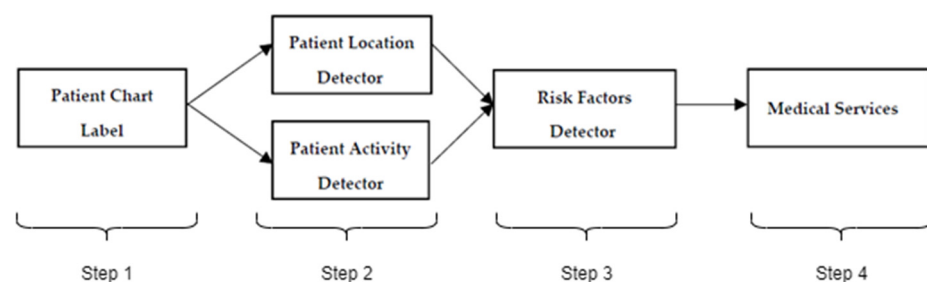 Patient Chart
Label
Patient Location
Detector
Patient Activity
Detector
Risk Factors
Detector
Medical Services
Step 1
Step 2
Step 3
Step 4